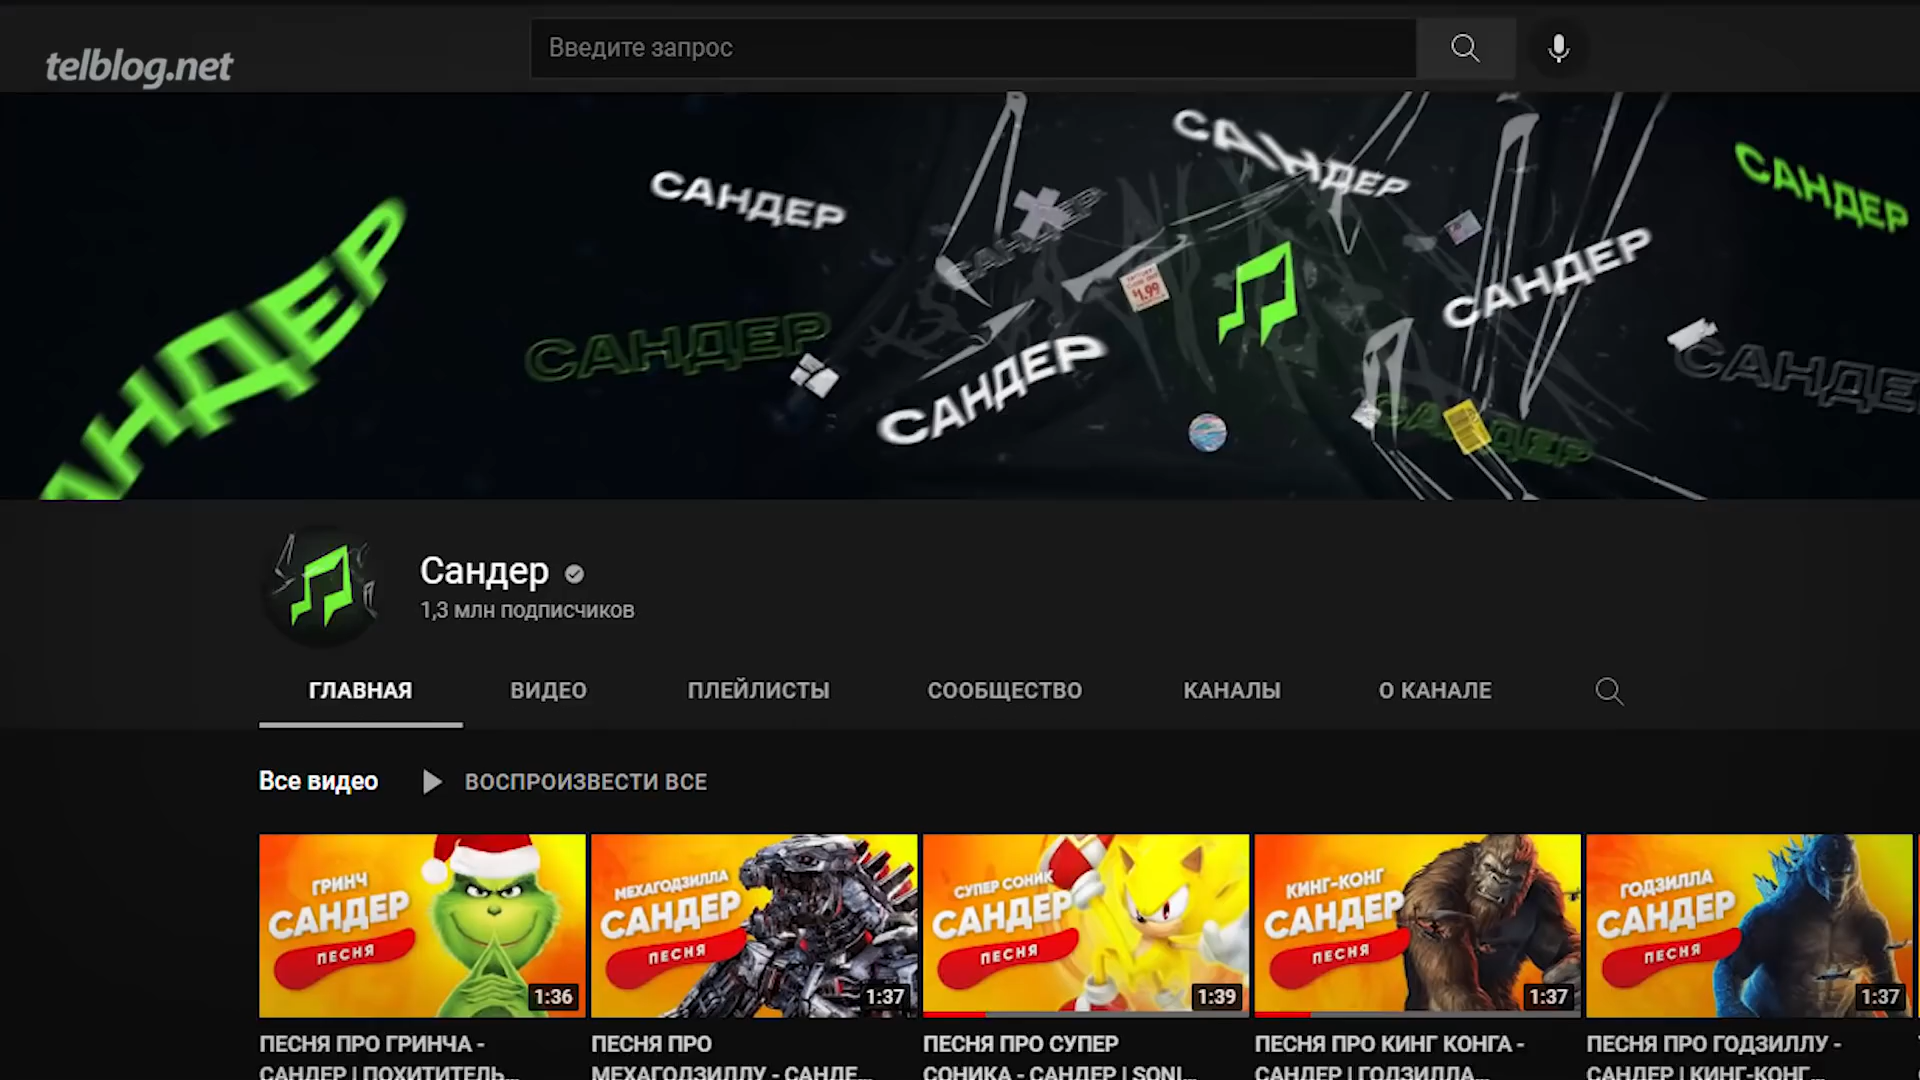 telblog.net
Введите запрос
САНДЕР
САНДЕР
САНДЕР
САНДЕР
САНДЕР
САНДЕР
САНДЕР
$1.99
САНДЕР
САНДЕР
Сандер
1,3 млн подписчиков
ГЛАВНАЯ ВИДЕО ПЛЕЙЛИСТЫ СООБЩЕСТВО КАНАЛЫ О КАНАЛЕ
Все видео ВОСПРОИЗВЕСТИ ВСЕ
ГРИНЧ
САНДЕР
ПЕСНЯ
1:36
ПЕСНЯ ПРО ГРИНЧА -
САНДЕР | ПОХИТИТЕЛЬ...
МЕХАГОДЗИЛЛА
САНДЕР
ПЕСНЯ
1:37
ПЕСНЯ ПРО
МЕХАГОДЗИЛЛУ - САНДЕ...
СУПЕР СОНИК
САНДЕР
ПЕСНЯ
1:39
ПЕСНЯ ПРО СУПЕР
СОНИКА - САНДЕР | SONI...
КИНГ-КОНГ
САНДЕР
ПЕСНЯ
1:37
ПЕСНЯ ПРО КИНГ КОНГА -
САНДЕР | ГОДЗИЛЛА...
ГОДЗИЛЛА
САНДЕР
ПЕСНЯ
1:37
ПЕСНЯ ПРО ГОДЗИЛЛУ -
САНДЕР | КИНГ-КОНГ...